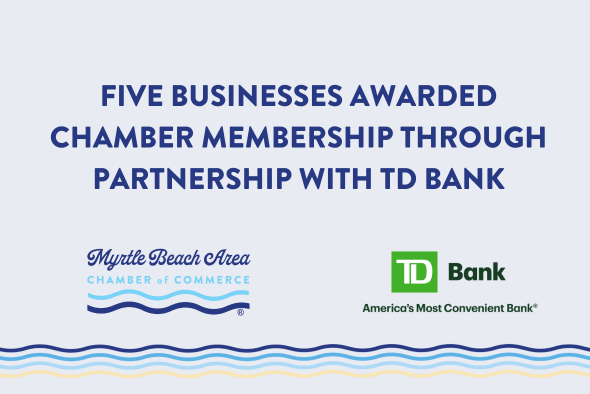 FIVE BUSINESSES AWARDED
CHAMBER MEMBERSHIP THROUGH
PARTNERSHIP WITH TD BANK
Myrtle Beach Area
CHAMBER of COMMERCE
®
TD Bank
America's Most Convenient Bank®